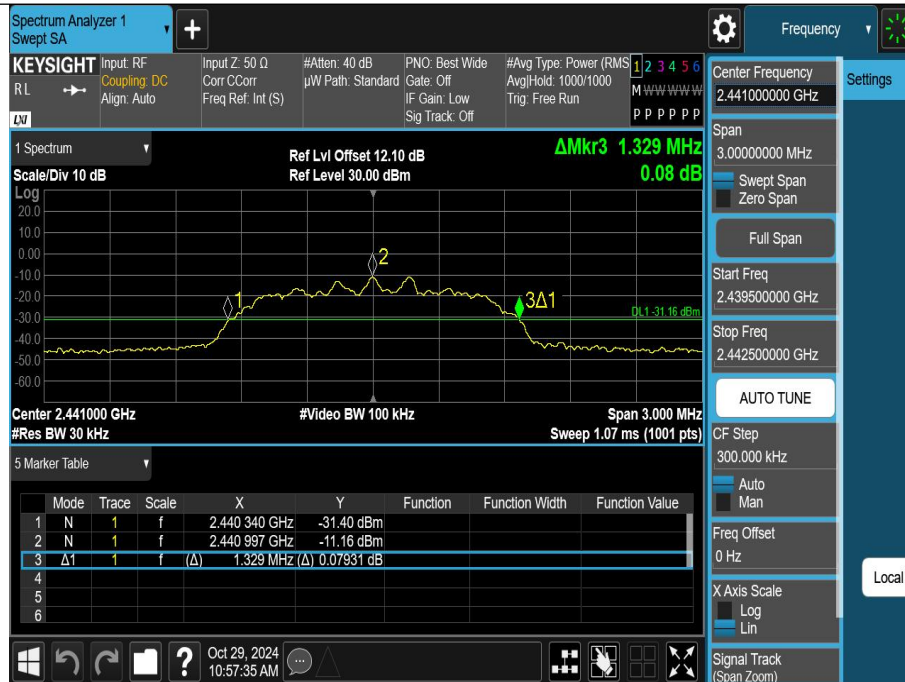 Spectrum Analyzer 1
Swept SA
+
Frequency
KEYSIGHT
R L
LXI
Input: RF
Coupling: DC
Align: Auto
Input Z: 50 Ω
Corr CCorr
Freq Ref: Int (S)
#Atten: 40 dB
µW Path: Standard
PNO: Best Wide
Gate: Off
IF Gain: Low
Sig Track: Off
#Avg Type: Power (RMS
Avg|Hold: 1000/1000
Trig: Free Run
1 2 3 4 5 6
M W W W W W
P P P P P P
1 Spectrum
Scale/Div 10 dB
Ref Lvl Offset 12.10 dB
Ref Level 30.00 dBm
ΔMkr3 1.329 MHz
0.08 dB
Log
20.0
10.0
0.00
-10.0
-20.0
-30.0
-40.0
-50.0
-60.0
1
2
3Δ1
DL1 -31.16 dBm
Center 2.441000 GHz
#Res BW 30 kHz
#Video BW 100 kHz
Span 3.000 MHz
Sweep 1.07 ms (1001 pts)
5 Marker Table
Mode Trace Scale X Y Function Function Width Function Value
1 N 1 f 2.440 340 GHz -31.40 dBm
2 N 1 f 2.440 997 GHz -11.16 dBm
3 Δ1 1 f (Δ) 1.329 MHz (Δ) 0.07931 dB
4
5
6
?
Oct 29, 2024
10:57:35 AM
Center Frequency
2.441000000 GHz
Span
3.00000000 MHz
Swept Span
Zero Span
Full Span
Start Freq
2.439500000 GHz
Stop Freq
2.442500000 GHz
AUTO TUNE
CF Step
300.000 kHz
Auto
Man
Freq Offset
0 Hz
X Axis Scale
Log
Lin
Signal Track
(Span Zoom)
Settings
Local